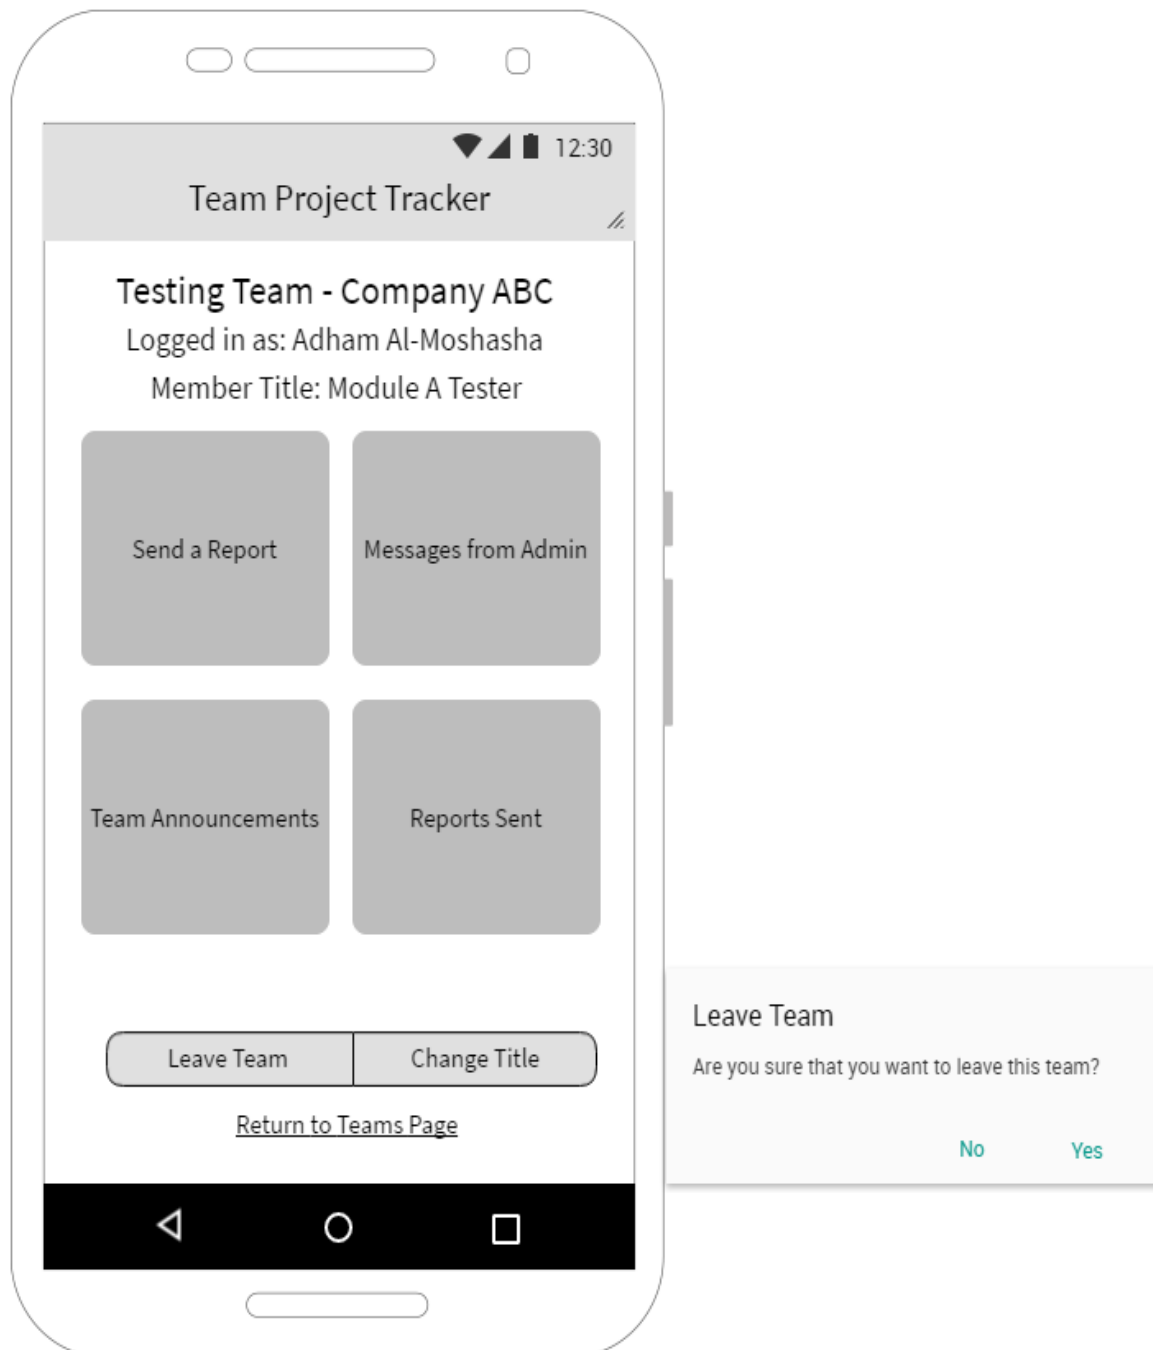 12:30
Team Project Tracker
Testing Team - Company ABC
Logged in as: Adham Al-Moshasha
Member Title: Module A Tester
Send a Report
Messages from Admin
Team Announcements
Reports Sent
Leave Team
Change Title
Return to Teams Page
Leave Team
Are you sure that you want to leave this team?
No
Yes